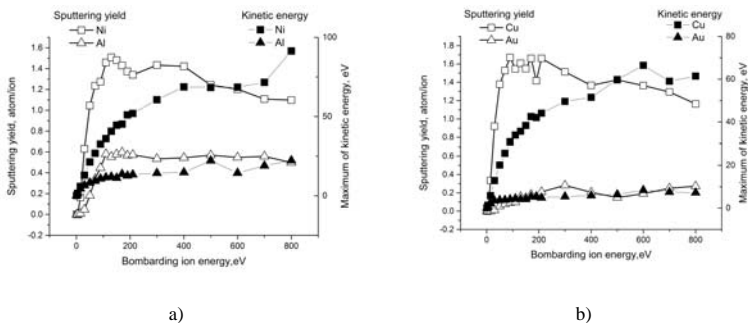 Sputtering yield Kinetic energy
Ni Ni
Al Al
Sputtering yield, atom/ion
1.6
1.4
1.2
1.0
0.8
0.6
0.4
0.2
0.0
-0.2
100
50
0
Maximum of kinetic energy, eV
0 200 400 600 800
Bombarding ion energy,eV
a)
Sputtering yield Kinetic energy
Cu Cu
Au Au
Sputtering yield, atom/ion
1.8
1.6
1.4
1.2
1.0
0.8
0.6
0.4
0.2
0.0
-0.2
80
60
40
20
0
Maximum of kinetic energy, eV
0 200 400 600 800
Bombarding ion energy,eV
b)